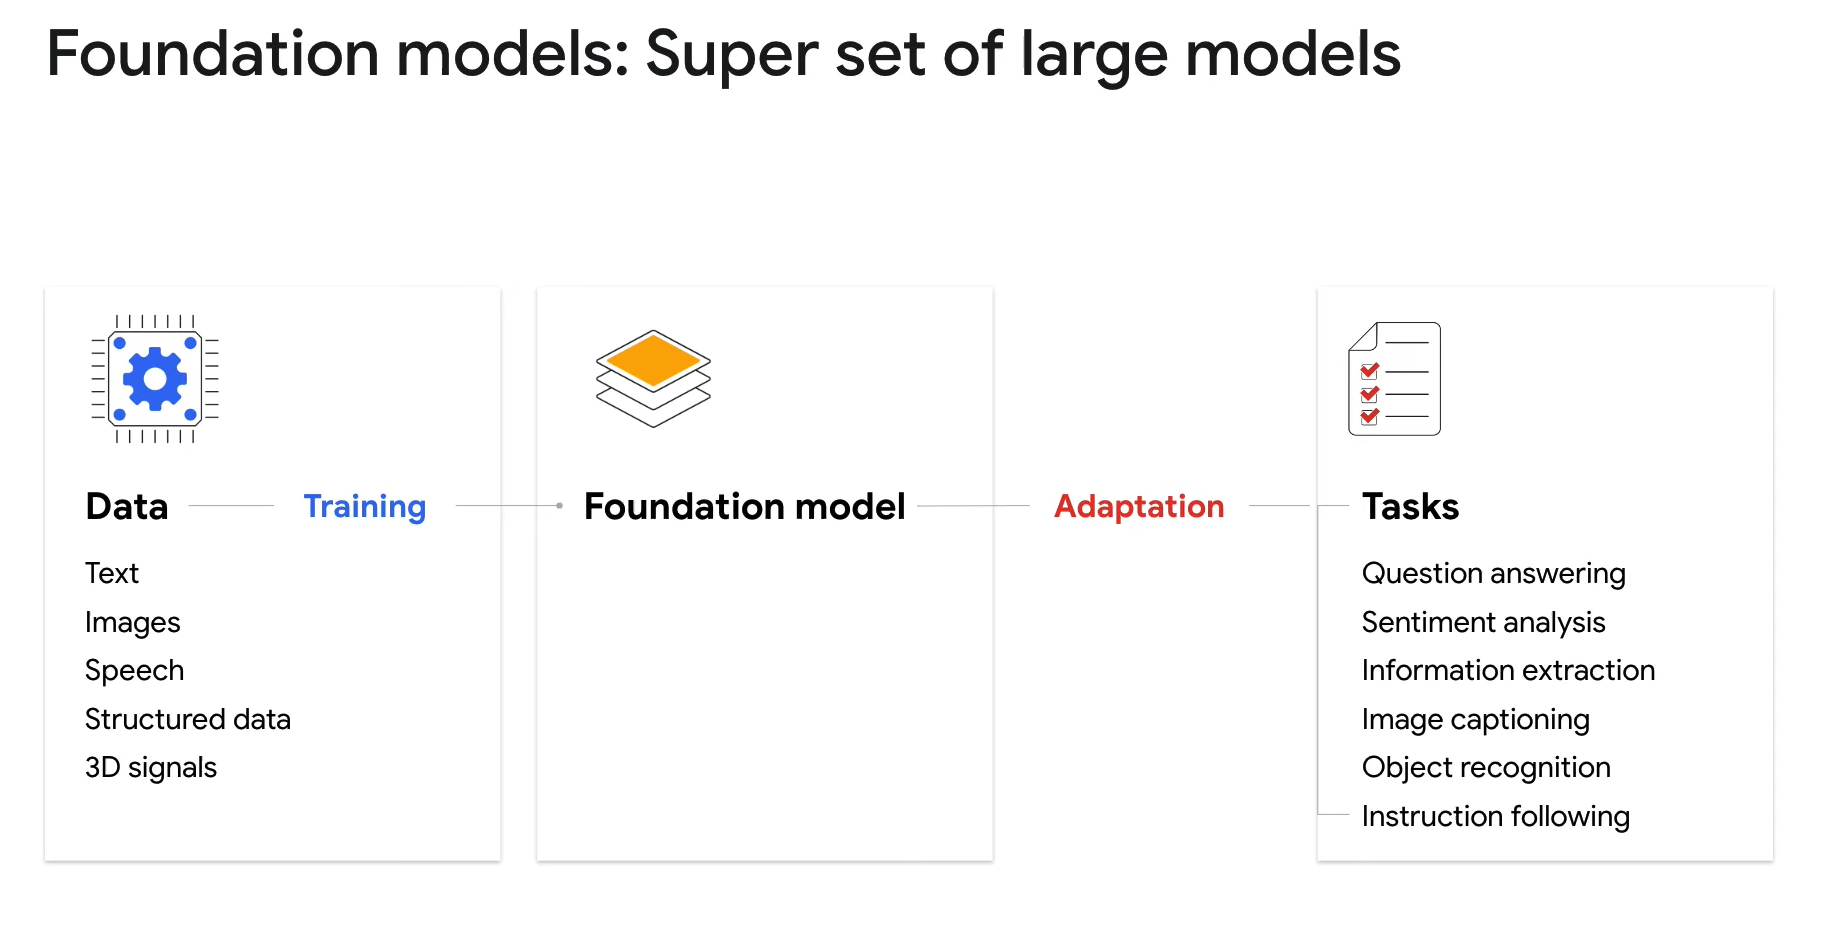 Foundation models: Super set of large models
Data
Training
Foundation model
Adaptation
Tasks
Text
Images
Speech
Structured data
3D signals
Question answering
Sentiment analysis
Information extraction
Image captioning
Object recognition
Instruction following